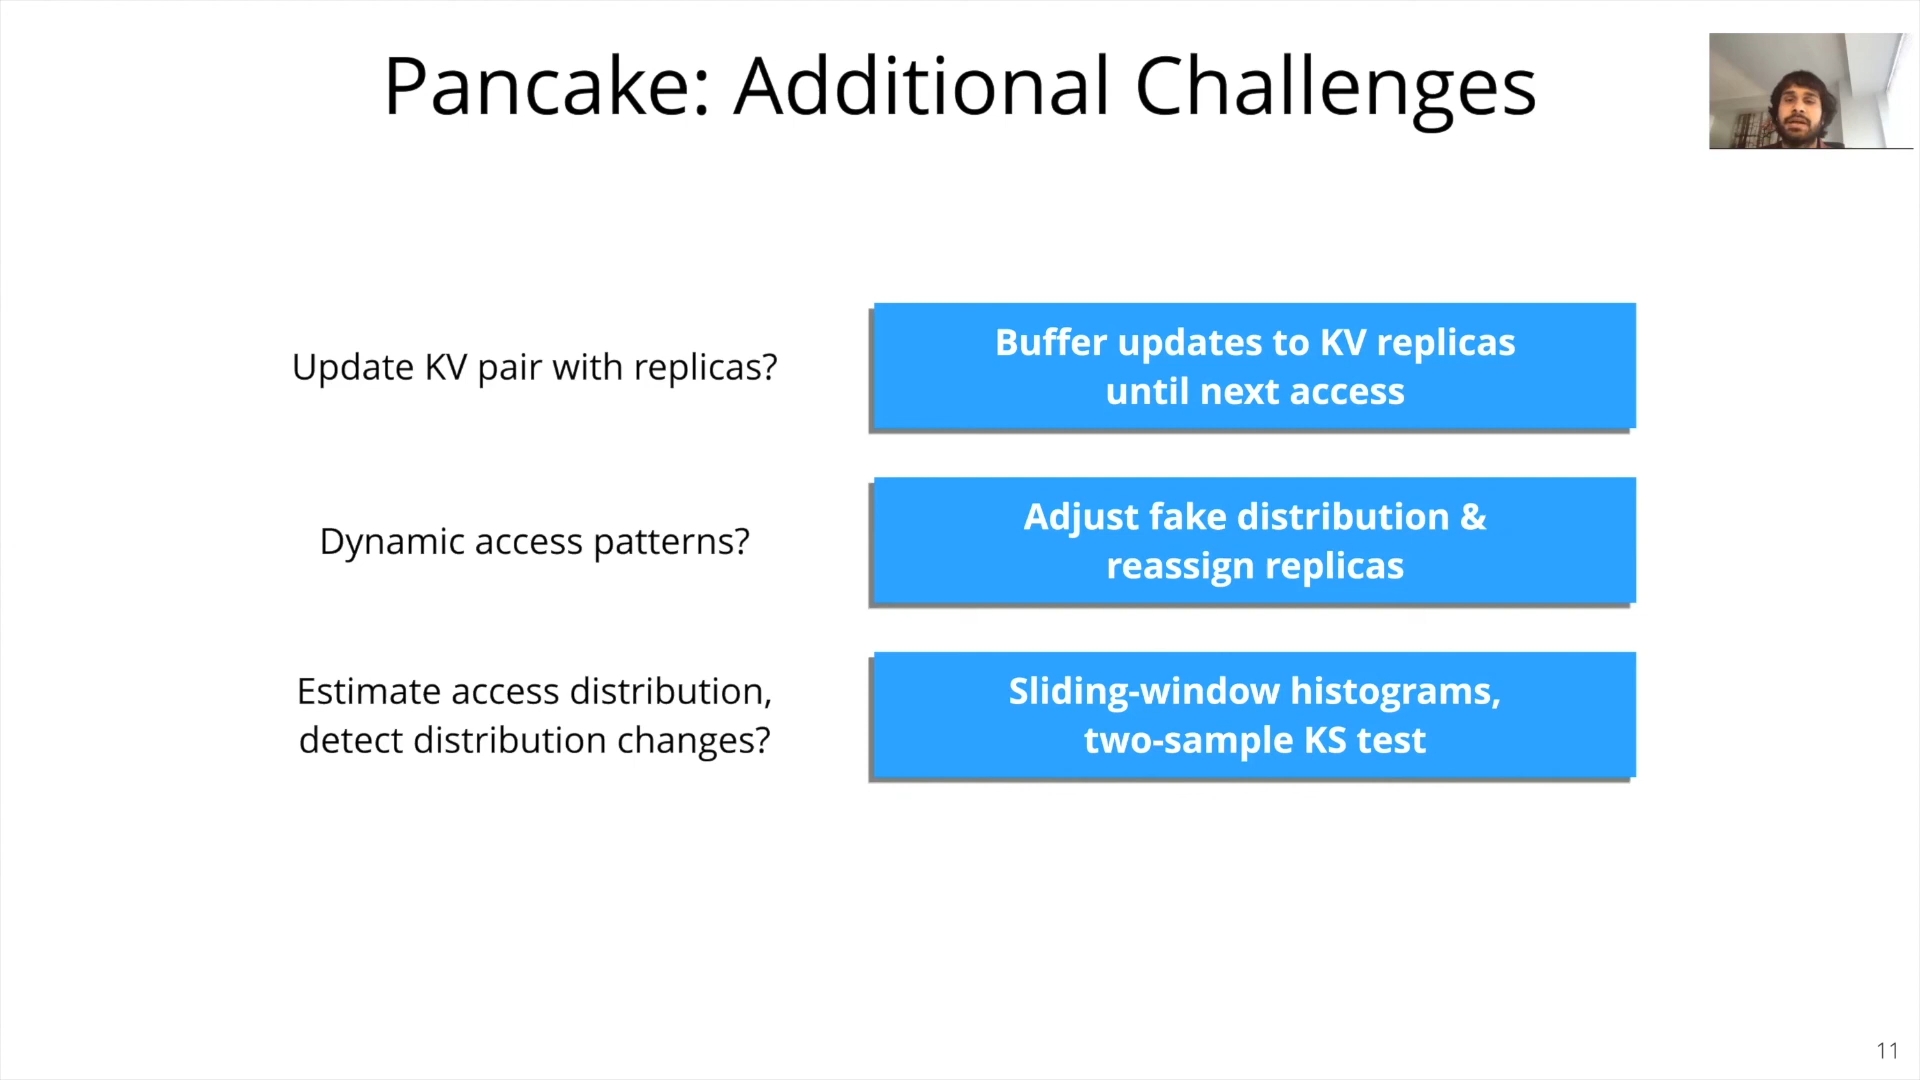 Pancake: Additional Challenges
Update KV pair with replicas?
Buffer updates to KV replicas
until next access
Dynamic access patterns?
Adjust fake distribution &
reassign replicas
Estimate access distribution,
detect distribution changes?
Sliding-window histograms,
two-sample KS test
11